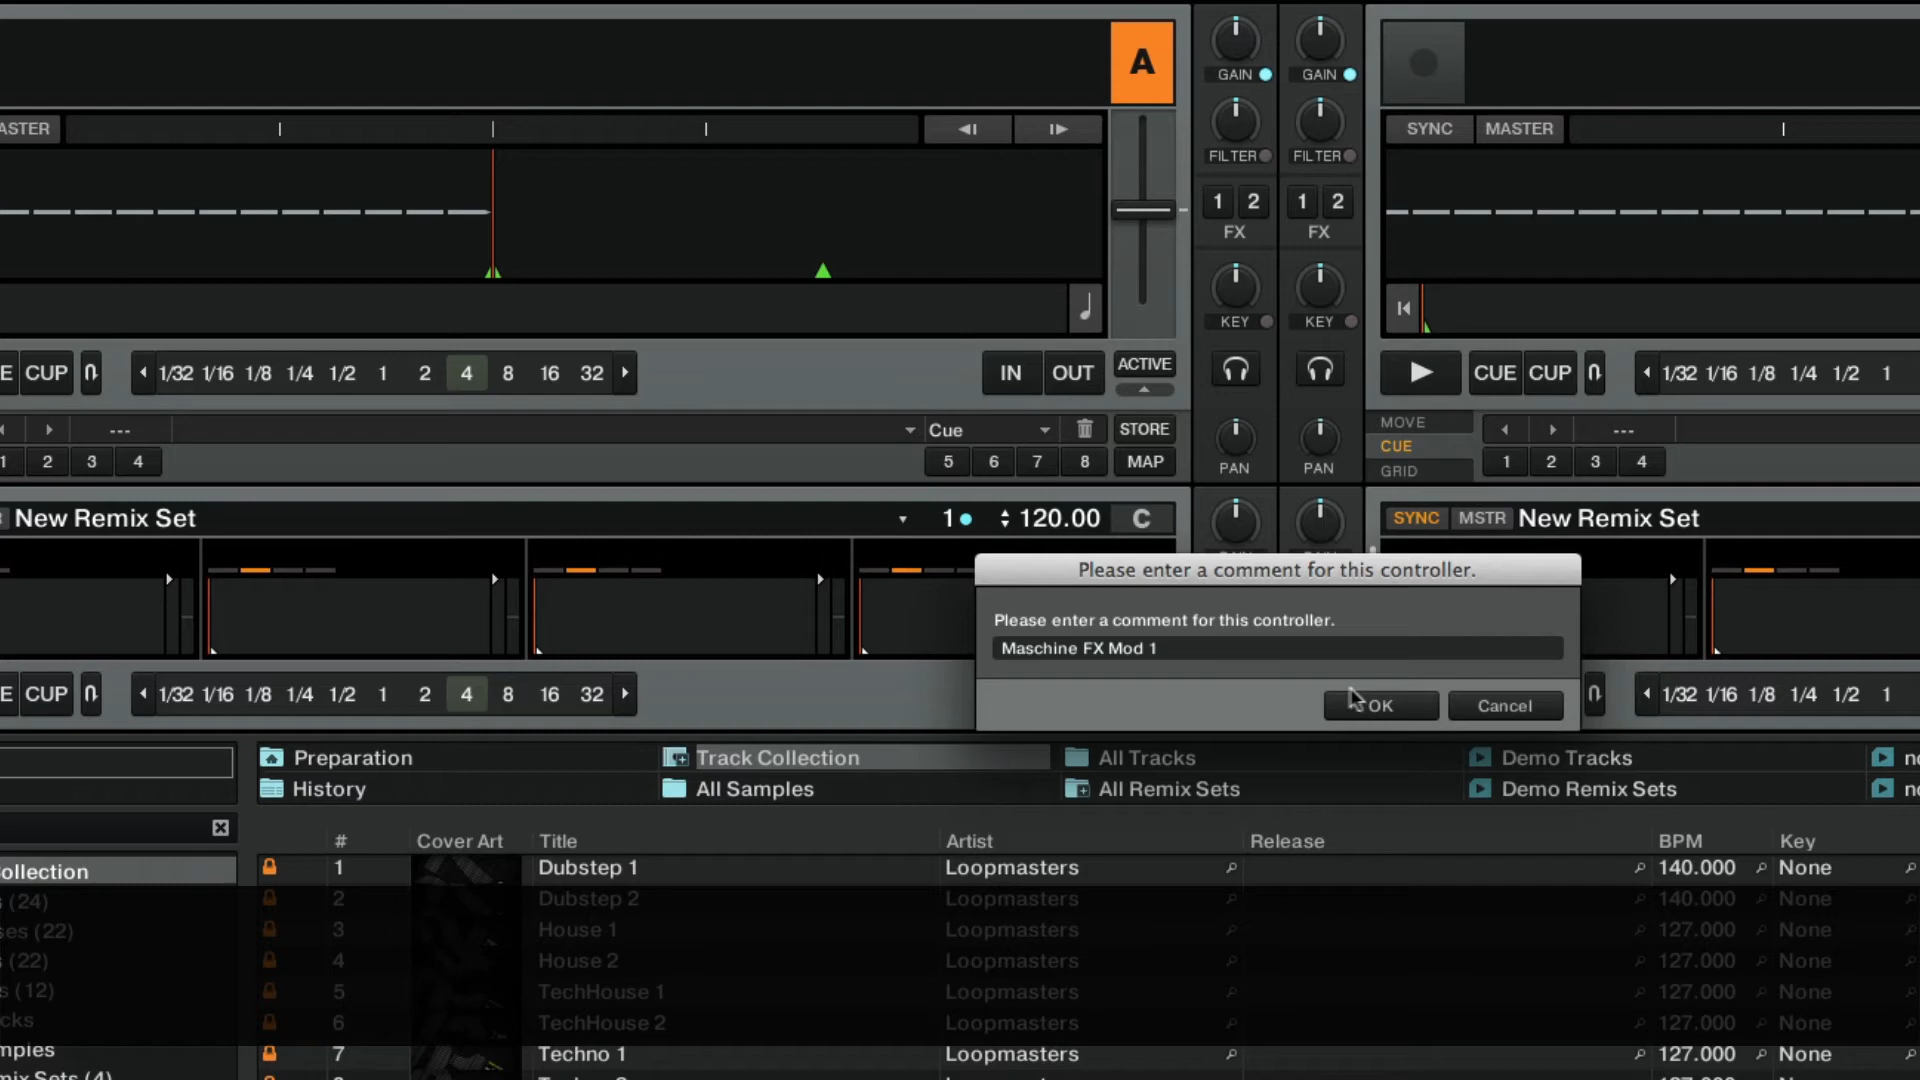 A
GAIN GAIN
ASTER
SYNC MASTER
FILTER FILTER
1 2 1 2
FX FX
KEY KEY
E CUP 1/32 1/16 1/8 1/4 1/2 1 2 4 8 16 32 IN OUT ACTIVE
CUE CUP 1/32 1/16 1/8 1/4 1/2 1
--- Cue STORE
MOVE
CUE
GRID
---
1 2 3 4 5 6 7 8 MAP
PAN PAN
1 2 3 4
New Remix Set 1 120.00 C
SYNC MSTR New Remix Set
Please enter a comment for this controller.
Please enter a comment for this controller.
Maschine FX Mod 1
OK Cancel
E CUP 1/32 1/16 1/8 1/4 1/2 1 2 4 8 16 32
1/32 1/16 1/8 1/4 1/2 1
Preparation Track Collection All Tracks Demo Tracks
History All Samples All Remix Sets Demo Remix Sets
# Cover Art Title Artist Release BPM Key
ollection
(24)
ses (22)
(22)
s (12)
cks
mples
mix Sets (4)
1 Dubstep 1 Loopmasters 140.000 None
2 Dubstep 2 Loopmasters 140.000 None
3 House 1 Loopmasters 127.000 None
4 House 2 Loopmasters 127.000 None
5 TechHouse 1 Loopmasters 127.000 None
6 TechHouse 2 Loopmasters 127.000 None
7 Techno 1 Loopmasters 127.000 None